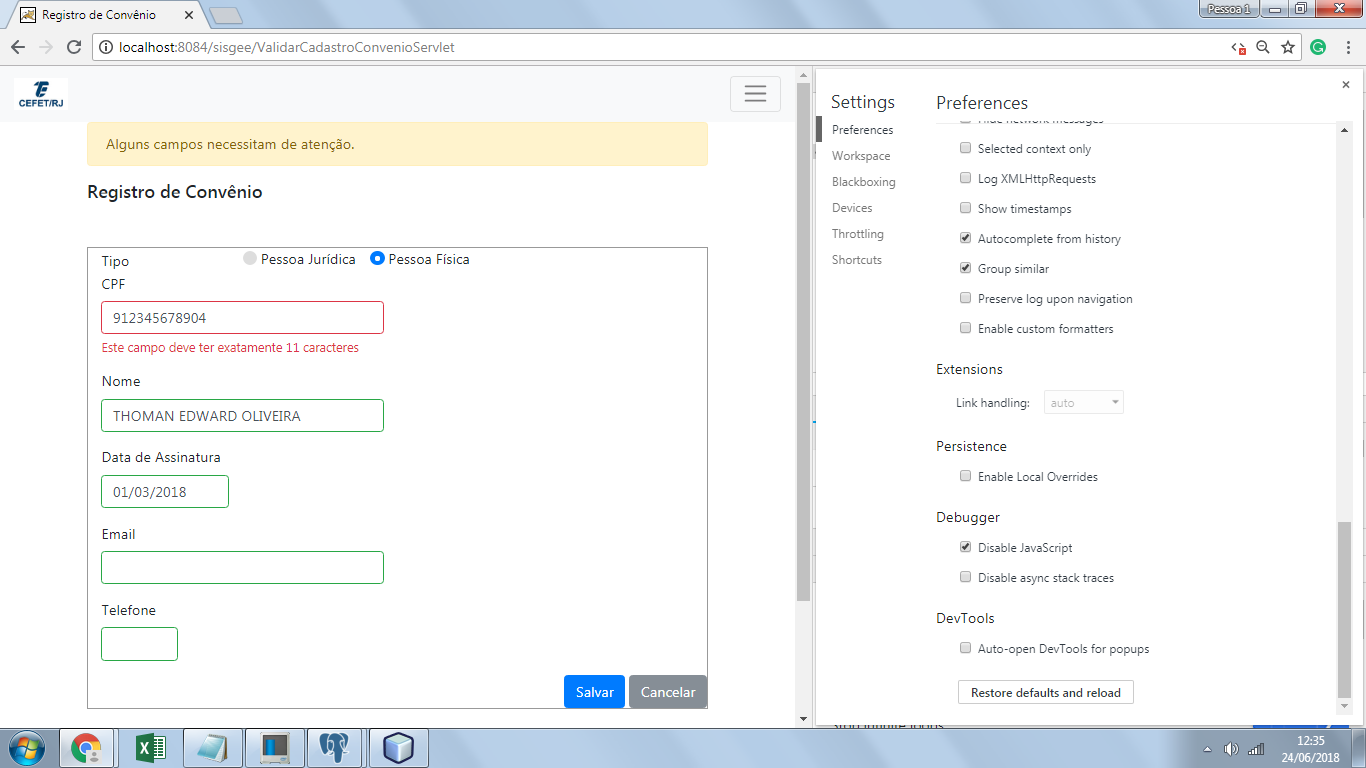 Registro de Convênio
Pessoa 1
localhost:8084/sisgee/ValidarCadastroConvenioServlet
CEFET/RJ
Alguns campos necessitam de atenção.
Registro de Convênio
Tipo
Pessoa Jurídica
Pessoa Física
CPF
912345678904
Este campo deve ter exatamente 11 caracteres
Nome
THOMAN EDWARD OLIVEIRA
Data de Assinatura
01/03/2018
Email
Telefone
Salvar
Cancelar
Settings
Preferences
Workspace
Blackboxing
Devices
Throttling
Shortcuts
Preferences
Hide network messages
Selected context only
Log XMLHttpRequests
Show timestamps
Autocomplete from history
Group similar
Preserve log upon navigation
Enable custom formatters
Extensions
Link handling:
auto
Persistence
Enable Local Overrides
Debugger
Disable JavaScript
Disable async stack traces
DevTools
Auto-open DevTools for popups
Restore defaults and reload
12:35
24/06/2018